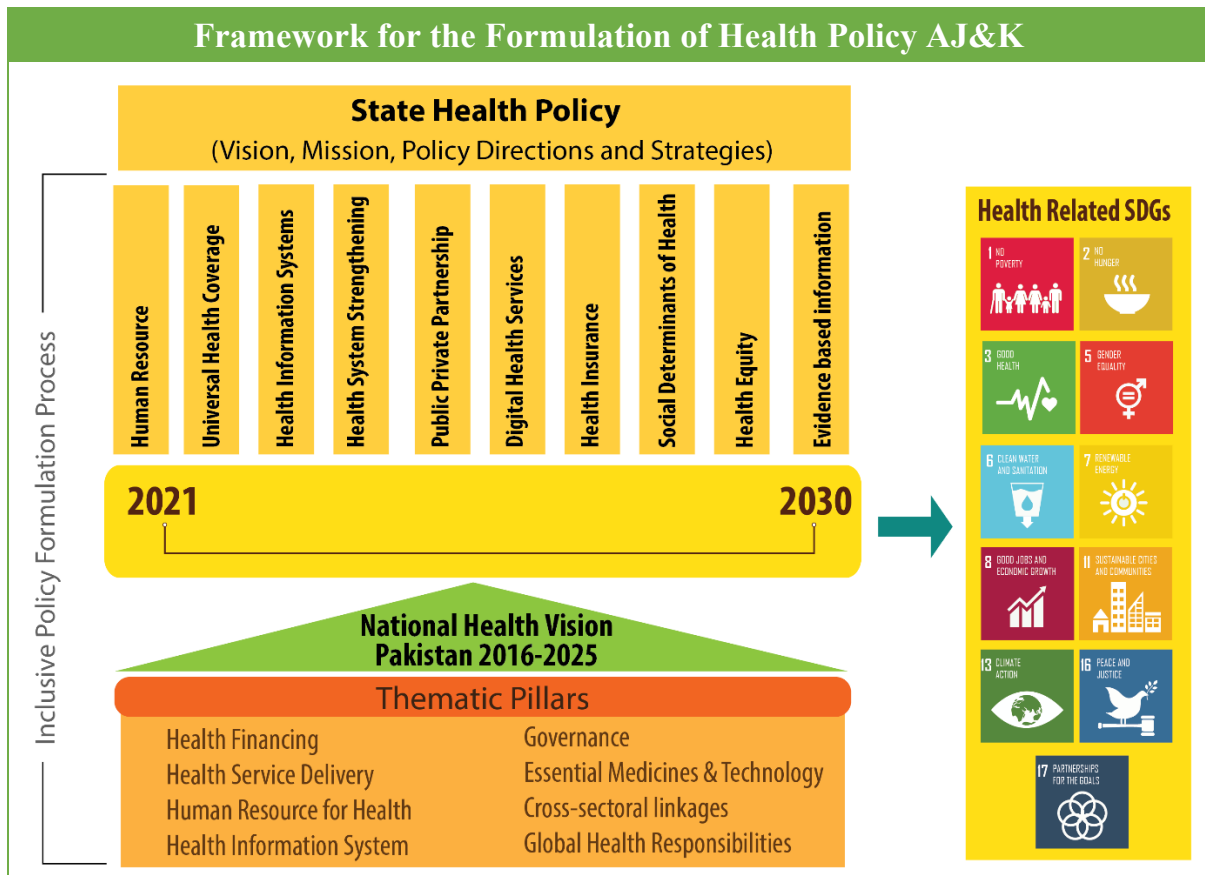 Framework for the Formulation of Health Policy AJ&K
State Health Policy
(Vision, Mission, Policy Directions and Strategies)
Inclusive Policy Formulation Process
Human Resource
Universal Health Coverage
Health Information Systems
Health System Strengthening
Public Private Partnership
Digital Health Services
Health Insurance
Social Determinants of Health
Health Equity
Evidence based information
2021
2030
National Health Vision
Pakistan 2016-2025
Thematic Pillars
Health Financing
Health Service Delivery
Human Resource for Health
Health Information System
Governance
Essential Medicines & Technology
Cross-sectoral linkages
Global Health Responsibilities
Health Related SDGs
1 NO
POVERTY
2 NO
HUNGER
3 GOOD
HEALTH
5 GENDER
EQUALITY
6 CLEAN WATER
AND SANITATION
7 RENEWABLE
ENERGY
8 GOOD JOBS AND
ECONOMIC GROWTH
11 SUSTAINABLE CITIES
AND COMMUNITIES
13 CLIMATE
ACTION
16 PEACE AND
JUSTICE
17 PARTNERSHIPS
FOR THE GOALS